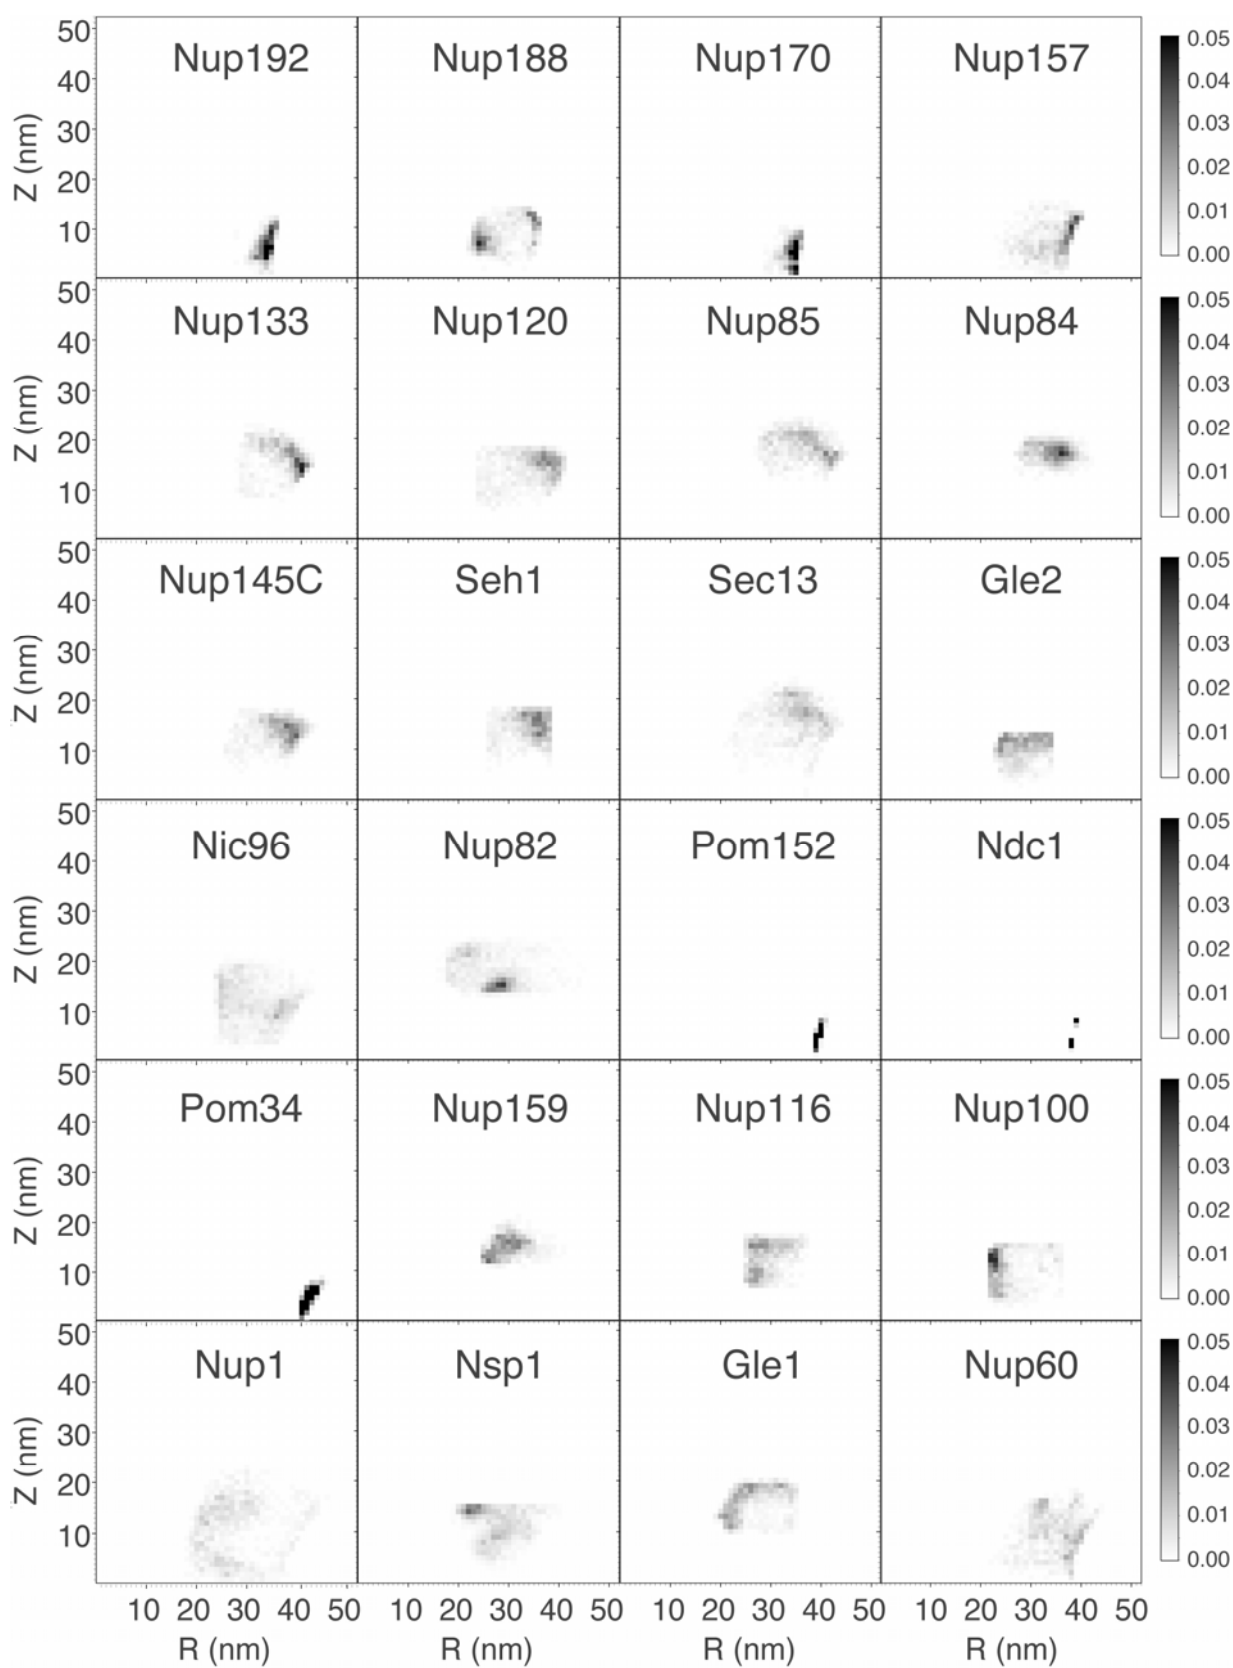 50 Nup192 Nup188 Nup170 Nup157 0.05
40 0.04
30 0.03
20 0.02
10 0.01
Z (nm) 0.00
50 Nup133 Nup120 Nup85 Nup84 0.05
40 0.04
30 0.03
20 0.02
10 0.01
Z (nm) 0.00
50 Nup145C Seh1 Sec13 Gle2 0.05
40 0.04
30 0.03
20 0.02
10 0.01
Z (nm) 0.00
50 Nic96 Nup82 Pom152 Ndc1 0.05
40 0.04
30 0.03
20 0.02
10 0.01
Z (nm) 0.00
50 Pom34 Nup159 Nup116 Nup100 0.05
40 0.04
30 0.03
20 0.02
10 0.01
Z (nm) 0.00
50 Nup1 Nsp1 Gle1 Nup60 0.05
40 0.04
30 0.03
20 0.02
10 0.01
Z (nm) 0.00
10 20 30 40 50 10 20 30 40 50 10 20 30 40 50 10 20 30 40 50
R (nm) R (nm) R (nm) R (nm)